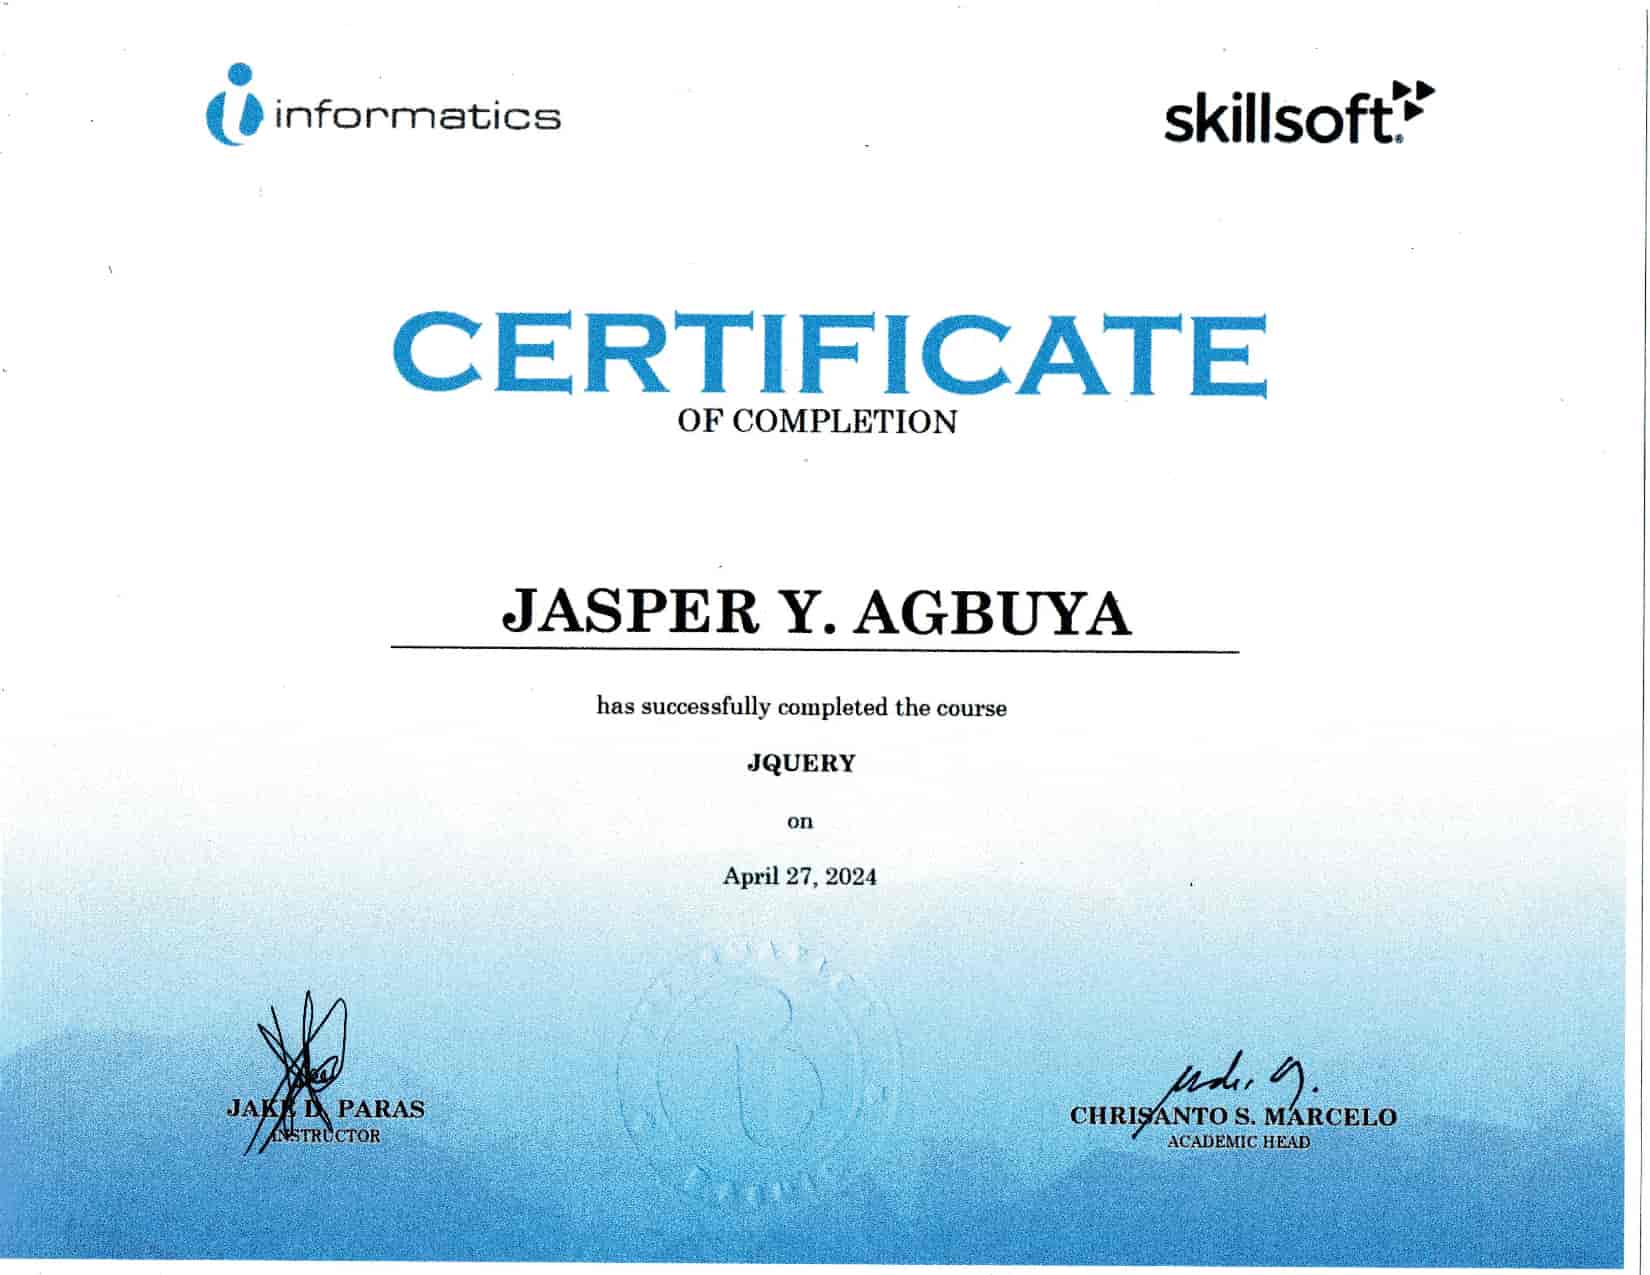 informatics
skillsoft®
CERTIFICATE
OF COMPLETION
JASPER Y. AGBUYA
has successfully completed the course
JQUERY
on
April 27, 2024
JAKE D. PARAS
INSTRUCTOR
CHRISANTO S. MARCELO
ACADEMIC HEAD